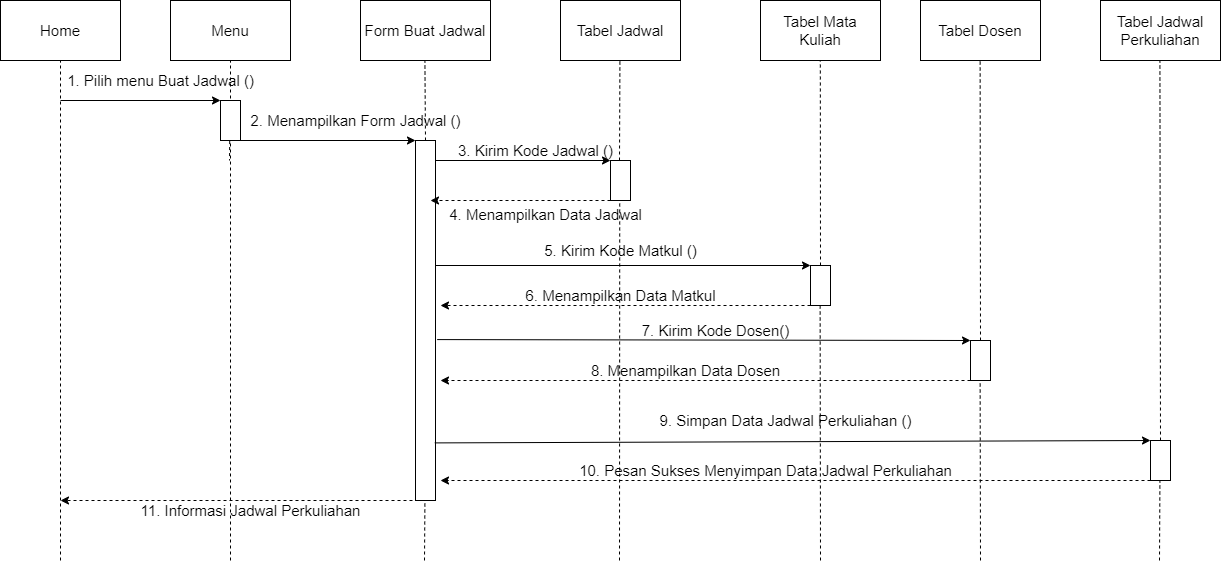 Home
Menu
Form Buat Jadwal
Tabel Jadwal
Tabel Mata
Kuliah
Tabel Dosen
Tabel Jadwal
Perkuliahan
1. Pilih menu Buat Jadwal ()
2. Menampilkan Form Jadwal ()
3. Kirim Kode Jadwal ()
4. Menampilkan Data Jadwal
5. Kirim Kode Matkul ()
6. Menampilkan Data Matkul
7. Kirim Kode Dosen()
8. Menampilkan Data Dosen
9. Simpan Data Jadwal Perkuliahan ()
10. Pesan Sukses Menyimpan Data Jadwal Perkuliahan
11. Informasi Jadwal Perkuliahan